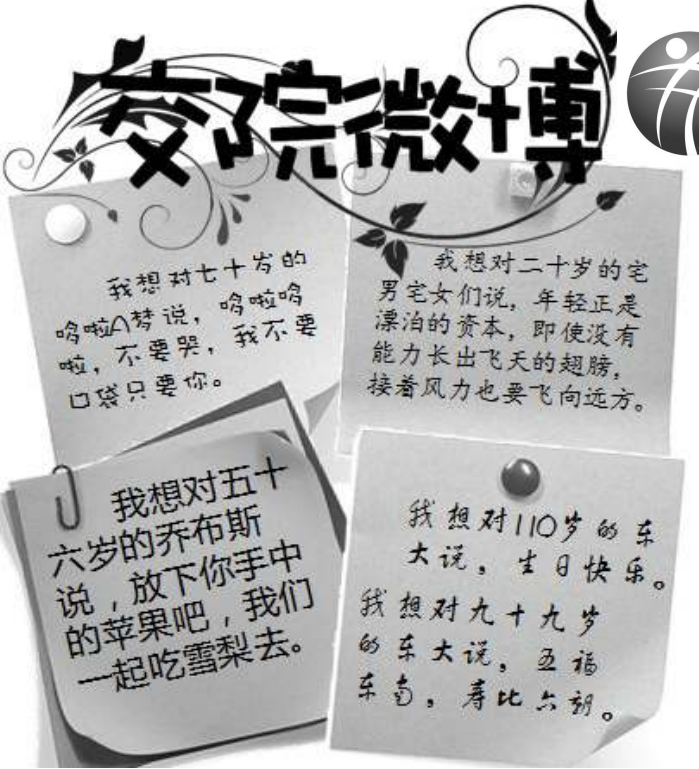 交院微博
我想对七十岁的
哆啦A梦说，哆啦哆
啦，不要哭，我不要
口袋只要你。
我想对二十岁的宅
男宅女们说，年轻正是
漂泊的资本，即使没有
能力长出飞天的翅膀，
接着风力也要飞向远方。
我想对五十
六岁的乔布斯
说，放下你手中
的苹果吧，我们
一起吃雪梨去。
我想对110岁的东
大说，生日快乐。
我想对九十九岁
的东大说，五福
东南，寿比六朝。